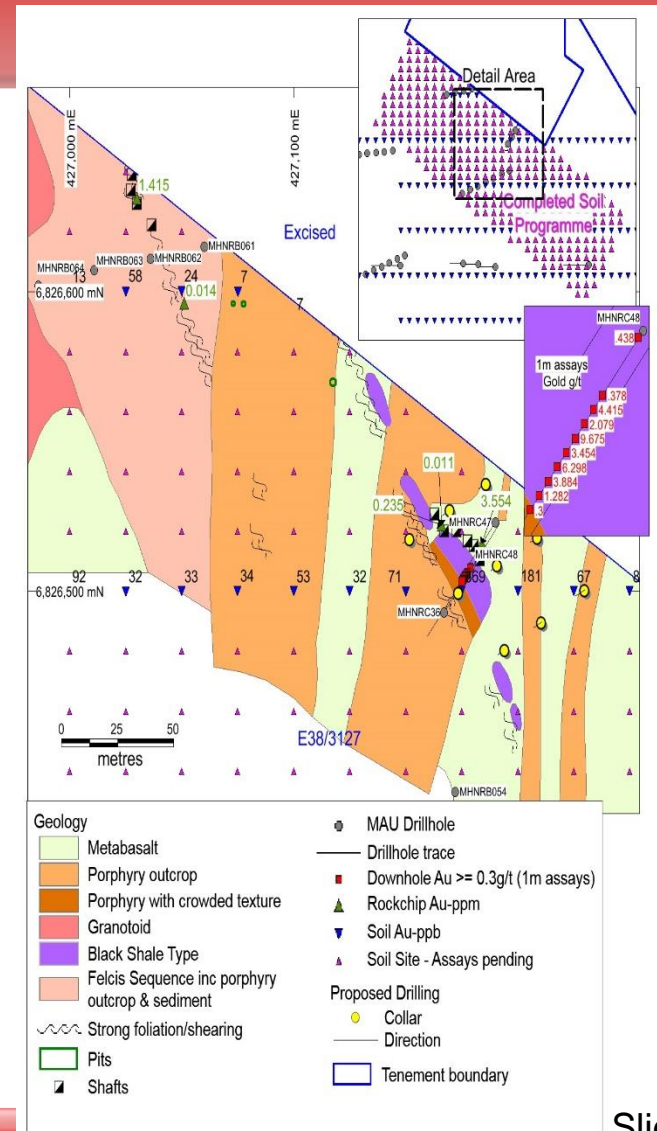 Detail Area
Completed Soil
Programme
427,000 mE
427,100 mE
Excised
1.415
MHNRB061
MHNRB062
MHNRB063
MHNRB064
13
58
24
7
6,826,600 mN
0.014
7
MHNRC48
.438
1m assays
Gold g/t
.378
4.415
2.079
9.675
3.454
6.298
3.884
1.282
.3
0.011
3.554
0.235
MHNRC47
MHNRC48
92
32
33
34
53
32
71
869
181
67
8
6,826,500 mN
MHNRC36
0
25
50
metres
E38/3127
MHNRB054
Geology
Metabasalt
Porphyry outcrop
Porphyry with crowded texture
Granotoid
Black Shale Type
Felcis Sequence inc porphyry
outcrop & sediment
Strong foliation/shearing
Pits
Shafts
MAU Drillhole
Drillhole trace
Downhole Au >= 0.3g/t (1m assays)
Rockchip Au-ppm
Soil Au-ppb
Soil Site - Assays pending
Proposed Drilling
Collar
Direction
Tenement boundary
Slid